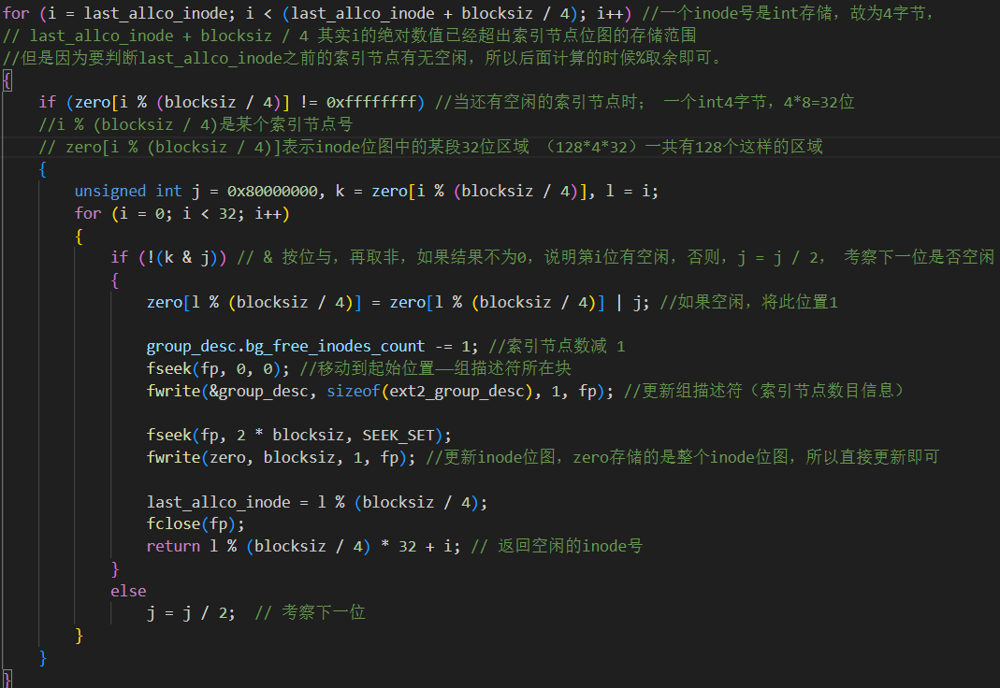 for (i = last_allco_inode; i < (last_allco_inode + blocksiz / 4); i++) //一个inode号是int存储，故为4字节，
// last_allco_inode + blocksiz / 4 其实i的绝对数值已经超出索引节点位图的存储范围
//但是因为要判断last_allco_inode之前的索引节点有无空闲，所以后面计算的时候%取余即可。
{
if (zero[i % (blocksiz / 4)] != 0xffffffff) //当还有空闲的索引节点时； 一个int4字节，4*8=32位
//i % (blocksiz / 4)是某个索引节点号
// zero[i % (blocksiz / 4)]表示inode位图中的某段32位区域 （128*4*32）一共有128个这样的区域
{
unsigned int j = 0x80000000, k = zero[i % (blocksiz / 4)], l = i;
for (i = 0; i < 32; i++)
{
if (!(k & j)) // & 按位与，再取非，如果结果不为0，说明第i位有空闲，否则，j = j / 2， 考察下一位是否空闲
{
zero[l % (blocksiz / 4)] = zero[l % (blocksiz / 4)] | j; //如果空闲，将此位置1
group_desc.bg_free_inodes_count -= 1; //索引节点数减 1
fseek(fp, 0, 0); //移动到起始位置——组描述符所在块
fwrite(&group_desc, sizeof(ext2_group_desc), 1, fp); //更新组描述符（索引节点数目信息）
fseek(fp, 2 * blocksiz, SEEK_SET);
fwrite(zero, blocksiz, 1, fp); //更新inode位图，zero存储的是整个inode位图，所以直接更新即可
last_allco_inode = l % (blocksiz / 4);
fclose(fp);
return l % (blocksiz / 4) * 32 + i; // 返回空闲的inode号
}
else
j = j / 2;  // 考察下一位
}
}
}